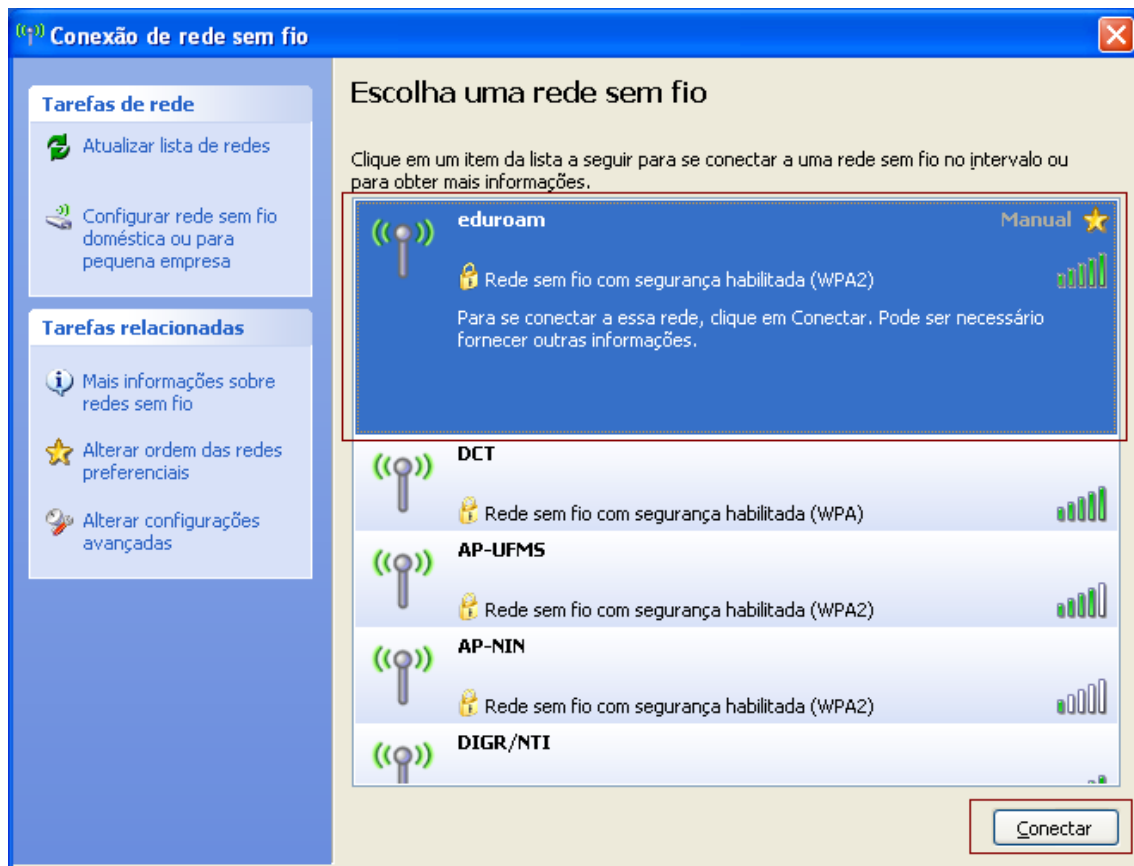 Conexão de rede sem fio
Tarefas de rede
Atualizar lista de redes
Configurar rede sem fio
doméstica ou para
pequena empresa
Tarefas relacionadas
Mais informações sobre
redes sem fio
Alterar ordem das redes
preferenciais
Alterar configurações
avançadas
Escolha uma rede sem fio
Clique em um item da lista a seguir para se conectar a uma rede sem fio no intervalo ou
para obter mais informações.
eduroam Manual
Rede sem fio com segurança habilitada (WPA2)
Para se conectar a essa rede, clique em Conectar. Pode ser necessário
fornecer outras informações.
DCT
Rede sem fio com segurança habilitada (WPA)
AP-UFMS
Rede sem fio com segurança habilitada (WPA2)
AP-NIN
Rede sem fio com segurança habilitada (WPA2)
DIGR/NTI
Conectar